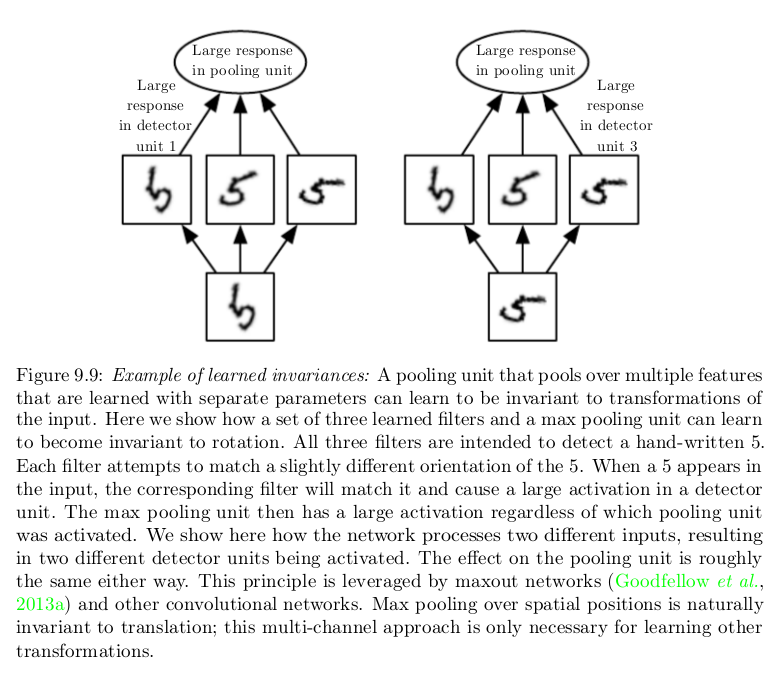 Large response
in pooling unit
Large
response
in detector
unit 1
5
5
5
5
Large response
in pooling unit
Large
response
in detector
unit 3
5
5
5
5
Figure 9.9: Example of learned invariances: A pooling unit that pools over multiple features
that are learned with separate parameters can learn to be invariant to transformations of
the input. Here we show how a set of three learned filters and a max pooling unit can learn
to become invariant to rotation. All three filters are intended to detect a hand-written 5.
Each filter attempts to match a slightly different orientation of the 5. When a 5 appears in
the input, the corresponding filter will match it and cause a large activation in a detector
unit. The max pooling unit then has a large activation regardless of which pooling unit
was activated. We show here how the network processes two different inputs, resulting
in two different detector units being activated. The effect on the pooling unit is roughly
the same either way. This principle is leveraged by maxout networks (Goodfellow et al.,
2013a) and other convolutional networks. Max pooling over spatial positions is naturally
invariant to translation; this multi-channel approach is only necessary for learning other
transformations.